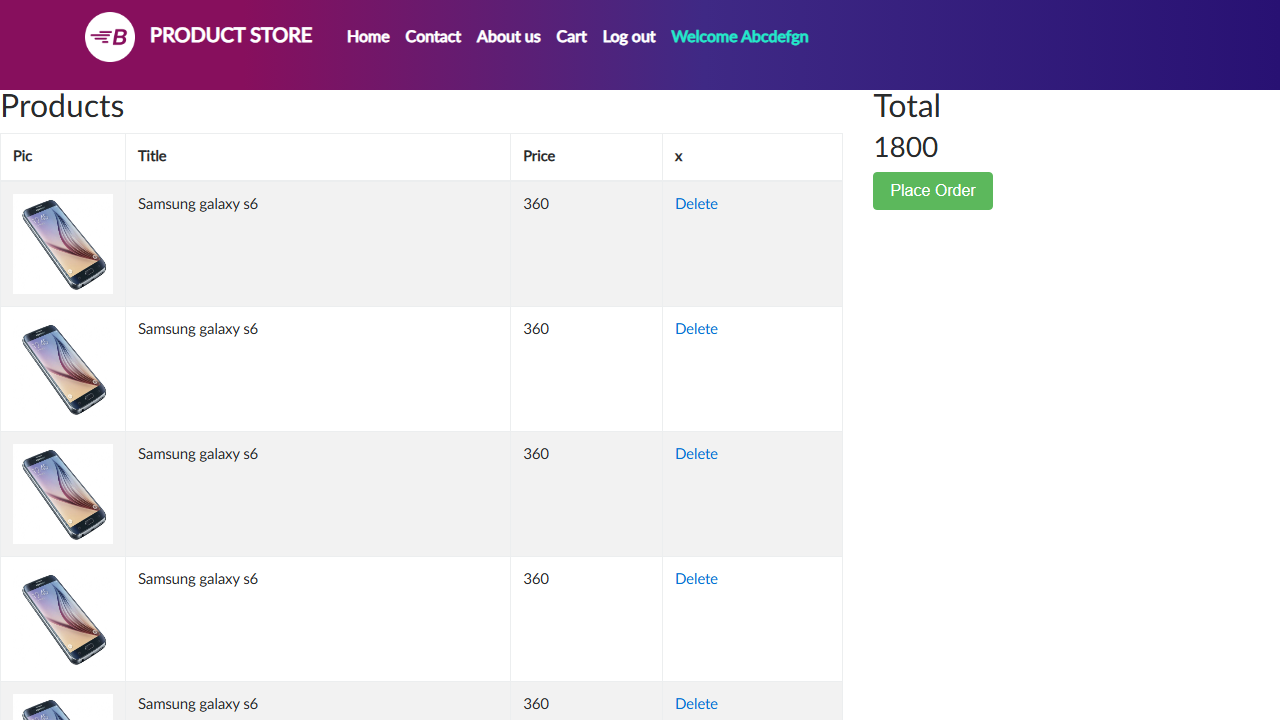 B PRODUCT STORE Home Contact About us Cart Log out Welcome Abcdefgn
Products
Total
1800
Place Order
Pic Title Price x
Samsung galaxy s6 360 Delete
Samsung galaxy s6 360 Delete
Samsung galaxy s6 360 Delete
Samsung galaxy s6 360 Delete
Samsung galaxy s6 360 Delete